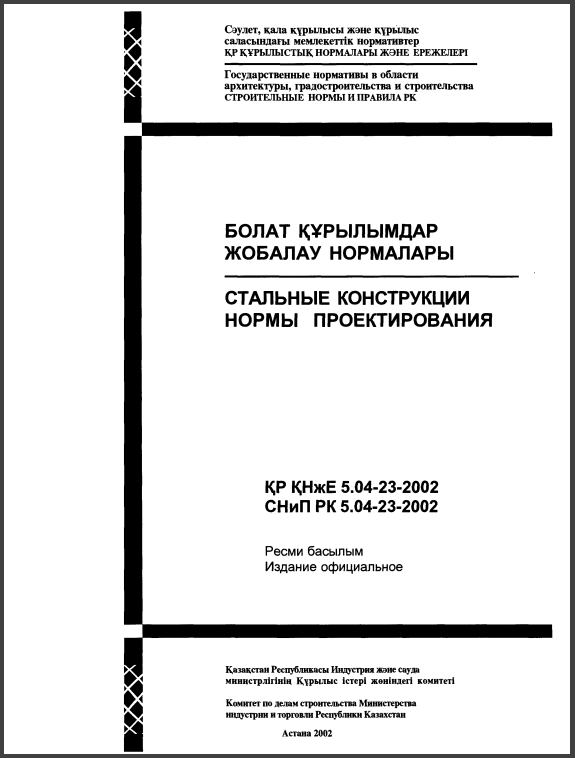 Сәулет, қала құрылысы және құрылыс
саласындағы мемлекеттік нормативтер
ҚР ҚҰРЫЛЫСТЫҚ НОРМАЛАРЫ ЖӘНЕ ЕРЕЖЕЛЕРІ
Государственные нормативы в области
архитектуры, градостроительства и строительства
СТРОИТЕЛЬНЫЕ НОРМЫ И ПРАВИЛА РК
БОЛАТ ҚҰРЫЛЫМДАР
ЖОБАЛАУ НОРМАЛАРЫ
СТАЛЬНЫЕ КОНСТРУКЦИИ
НОРМЫ ПРОЕКТИРОВАНИЯ
ҚР ҚНжЕ 5.04-23-2002
СНиП РК 5.04-23-2002
Ресми басылым
Издание официальное
Қазақстан Республикасы Индустрия және сауда
министрлігінің Құрылыс істері жөніндегі комитеті
Комитет по делам строительства Министерства
индустрии и торговли Республики Казахстан
Астана 2002